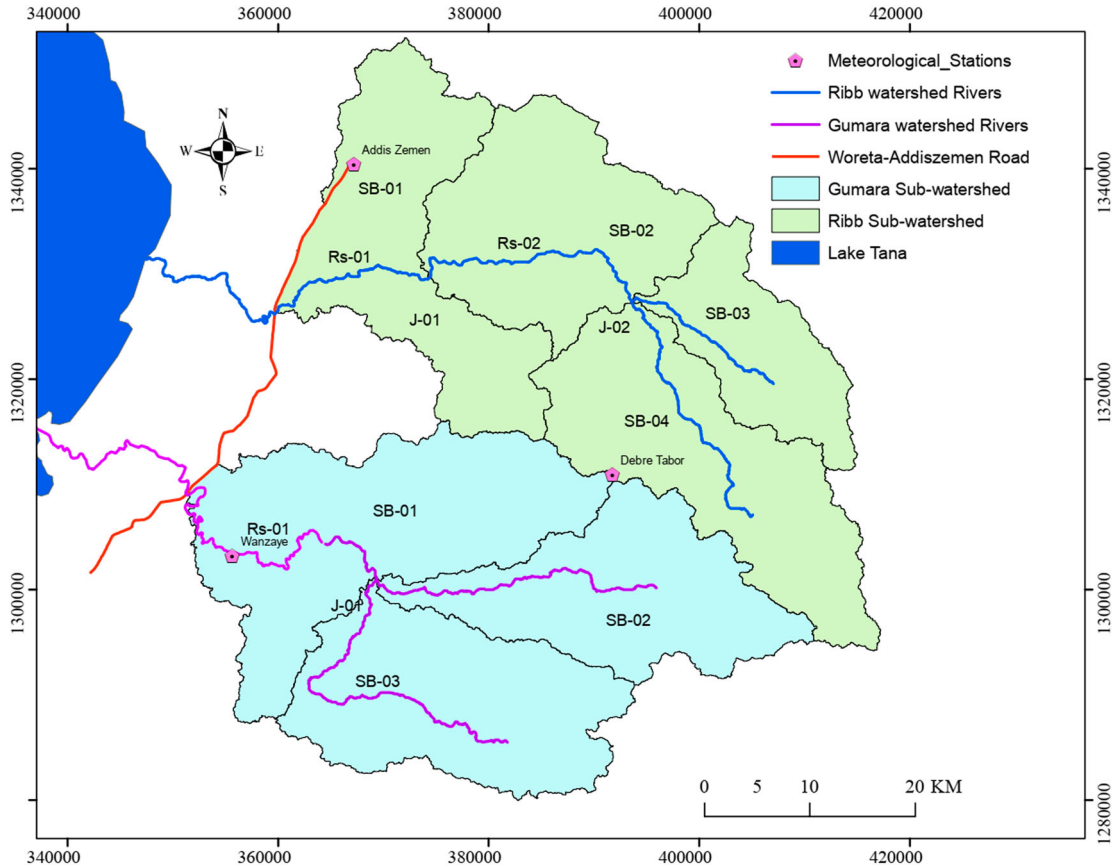 340000 360000 380000 400000 420000
Meteorological_Stations
Ribb watershed Rivers
Gumara watershed Rivers
Woreta-Addiszemen Road
Gumara Sub-watershed
Ribb Sub-watershed
Lake Tana
N
W E
S
Addis Zemen
1340000 1340000
SB-01
SB-02
Rs-02
Rs-01
SB-03
J-01
J-02
1320000 1320000
SB-04
Debre Tabor
SB-01
Rs-01
Wanzaye
1300000 1300000
J-01
SB-02
SB-03
0 5 10 20 KM
1280000
340000 360000 380000 400000 420000